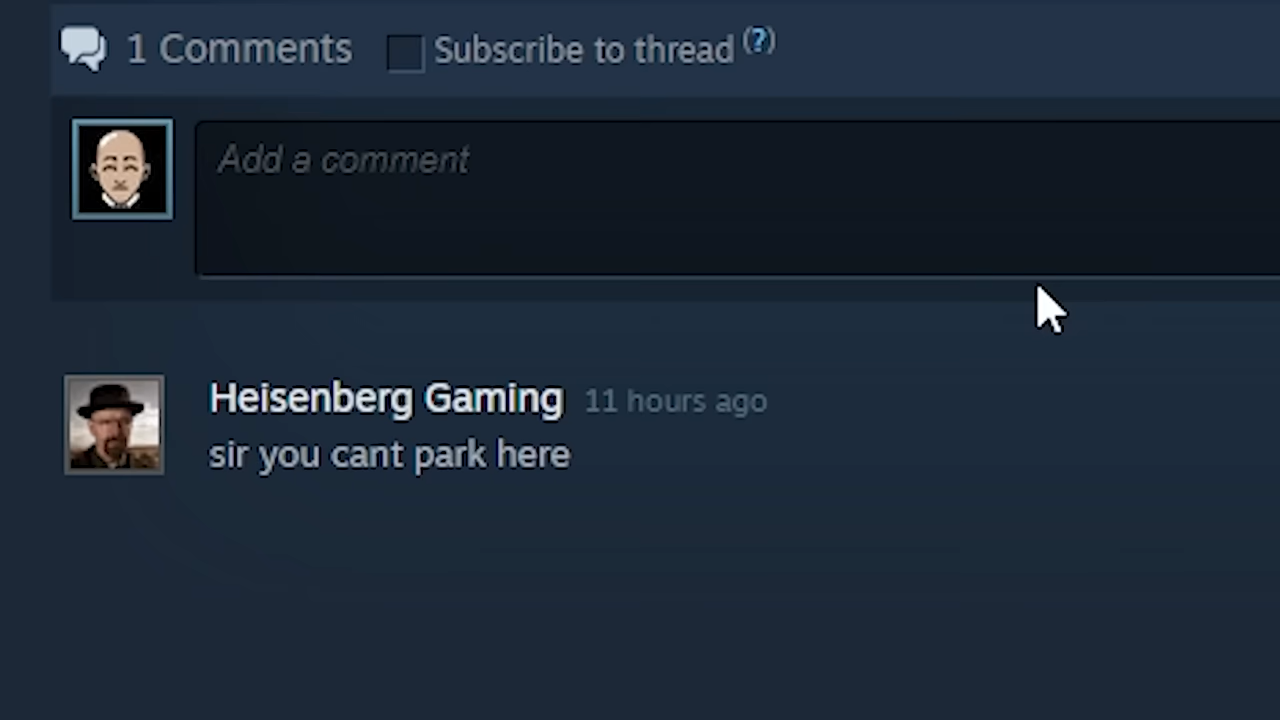 1 Comments Subscribe to thread (?)
Add a comment
Heisenberg Gaming 11 hours ago
sir you cant park here